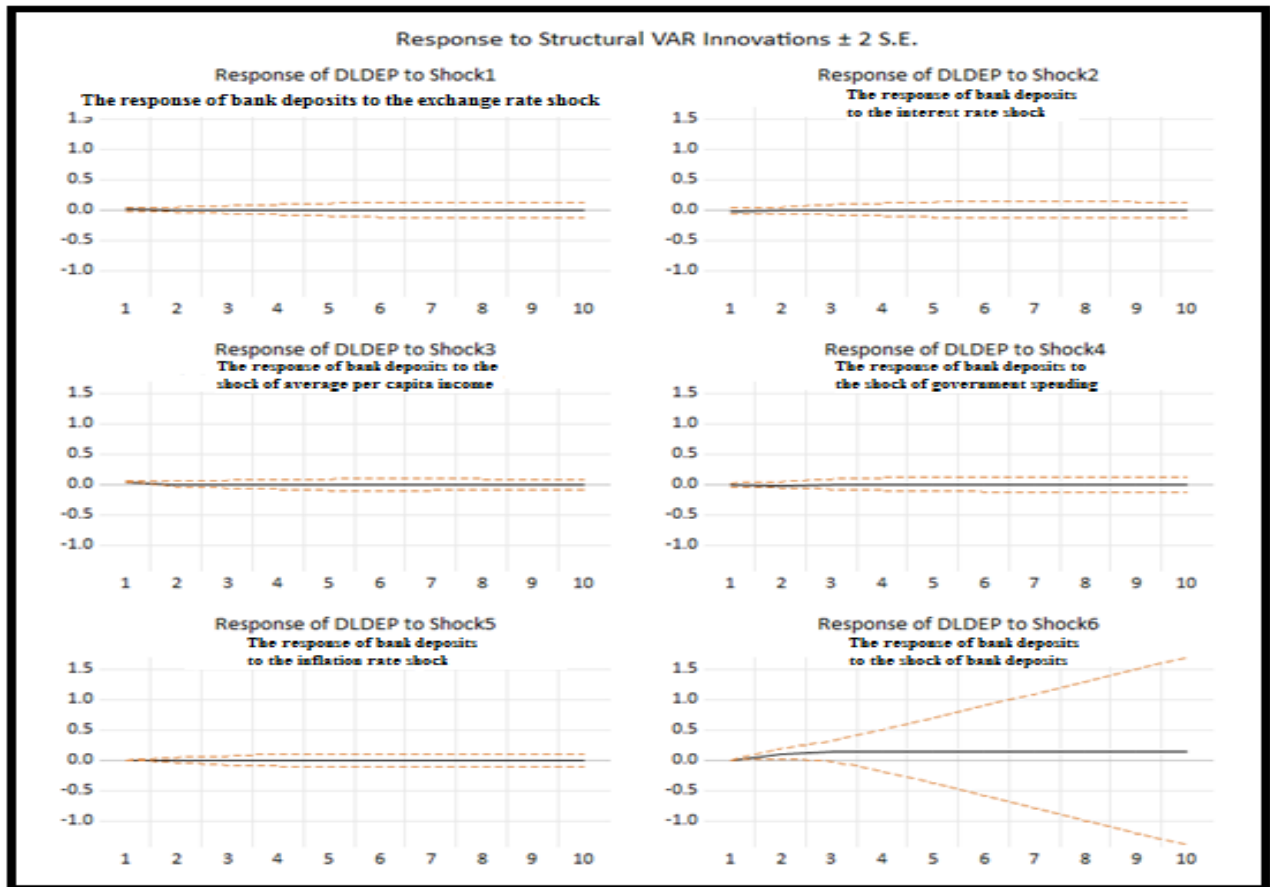 Response to Structural VAR Innovations ± 2 S.E.
Response of DLDEP to Shock1
The response of bank deposits to the exchange rate shock
1.5
1.0
0.5
0.0
-0.5
-1.0
1 2 3 4 5 6 7 8 9 10
Response of DLDEP to Shock2
The response of bank deposits
to the interest rate shock
1.5
1.0
0.5
0.0
-0.5
-1.0
1 2 3 4 5 6 7 8 9 10
Response of DLDEP to Shock3
The response of bank deposits to the
shock of average per capita income
1.5
1.0
0.5
0.0
-0.5
-1.0
1 2 3 4 5 6 7 8 9 10
Response of DLDEP to Shock4
The response of bank deposits to
the shock of government spending
1.5
1.0
0.5
0.0
-0.5
-1.0
1 2 3 4 5 6 7 8 9 10
Response of DLDEP to Shock5
The response of bank deposits
to the inflation rate shock
1.5
1.0
0.5
0.0
-0.5
-1.0
1 2 3 4 5 6 7 8 9 10
Response of DLDEP to Shock6
The response of bank deposits
to the shock of bank deposits
1.5
1.0
0.5
0.0
-0.5
-1.0
1 2 3 4 5 6 7 8 9 10